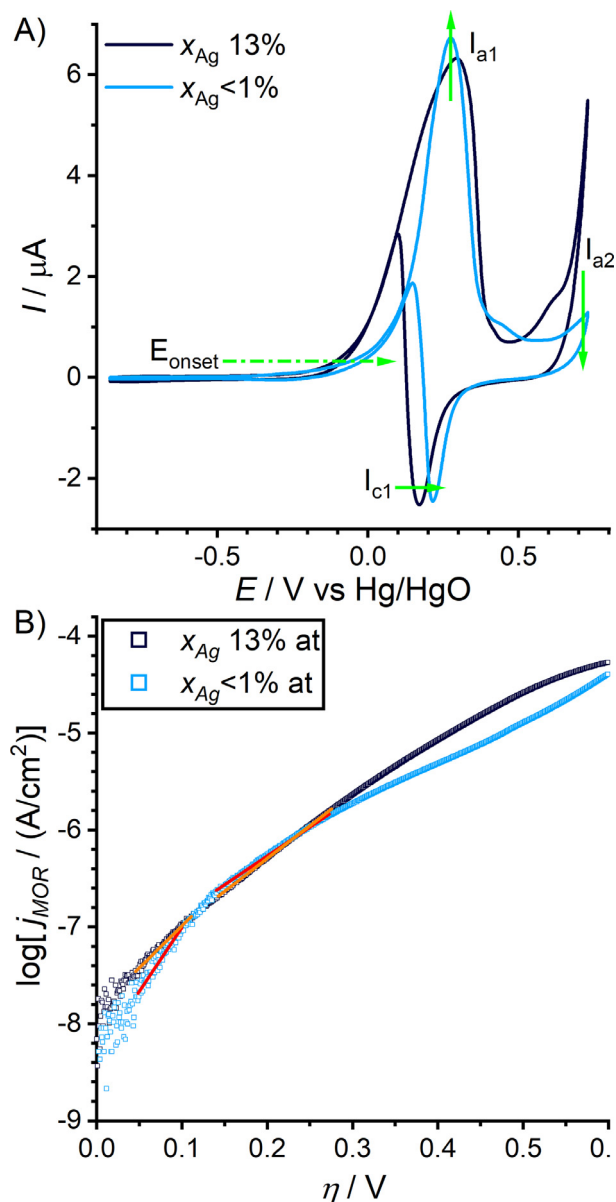 A)
x_Ag 13%
x_Ag<1%
I_a1
I_a2
E_onset
I_c1
6
4
2
0
-2
I / µA
-0.5 0.0 0.5
E / V vs Hg/HgO
B)
x_Ag 13% at
x_Ag<1% at
-4
-5
-6
-7
-8
-9
log[ j_MOR / (A/cm²)]
0.0 0.1 0.2 0.3 0.4 0.5 0.
η / V